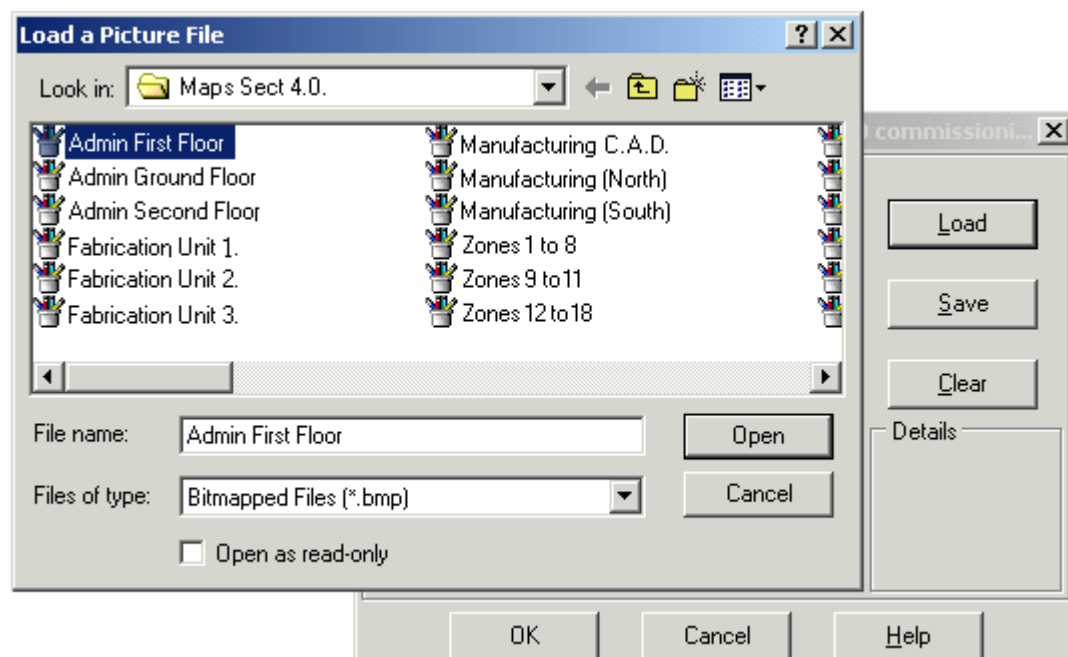 Load a Picture File
Look in: Maps Sect 4.0.
Admin First Floor
Admin Ground Floor
Admin Second Floor
Fabrication Unit 1.
Fabrication Unit 2.
Fabrication Unit 3.
Manufacturing C.A.D.
Manufacturing (North)
Manufacturing (South)
Zones 1 to 8
Zones 9 to 11
Zones 12 to 18
File name: Admin First Floor
Open
Files of type: Bitmapped Files (*.bmp)
Cancel
Open as read-only
commissioni...
Load
Save
Clear
Details
OK
Cancel
Help